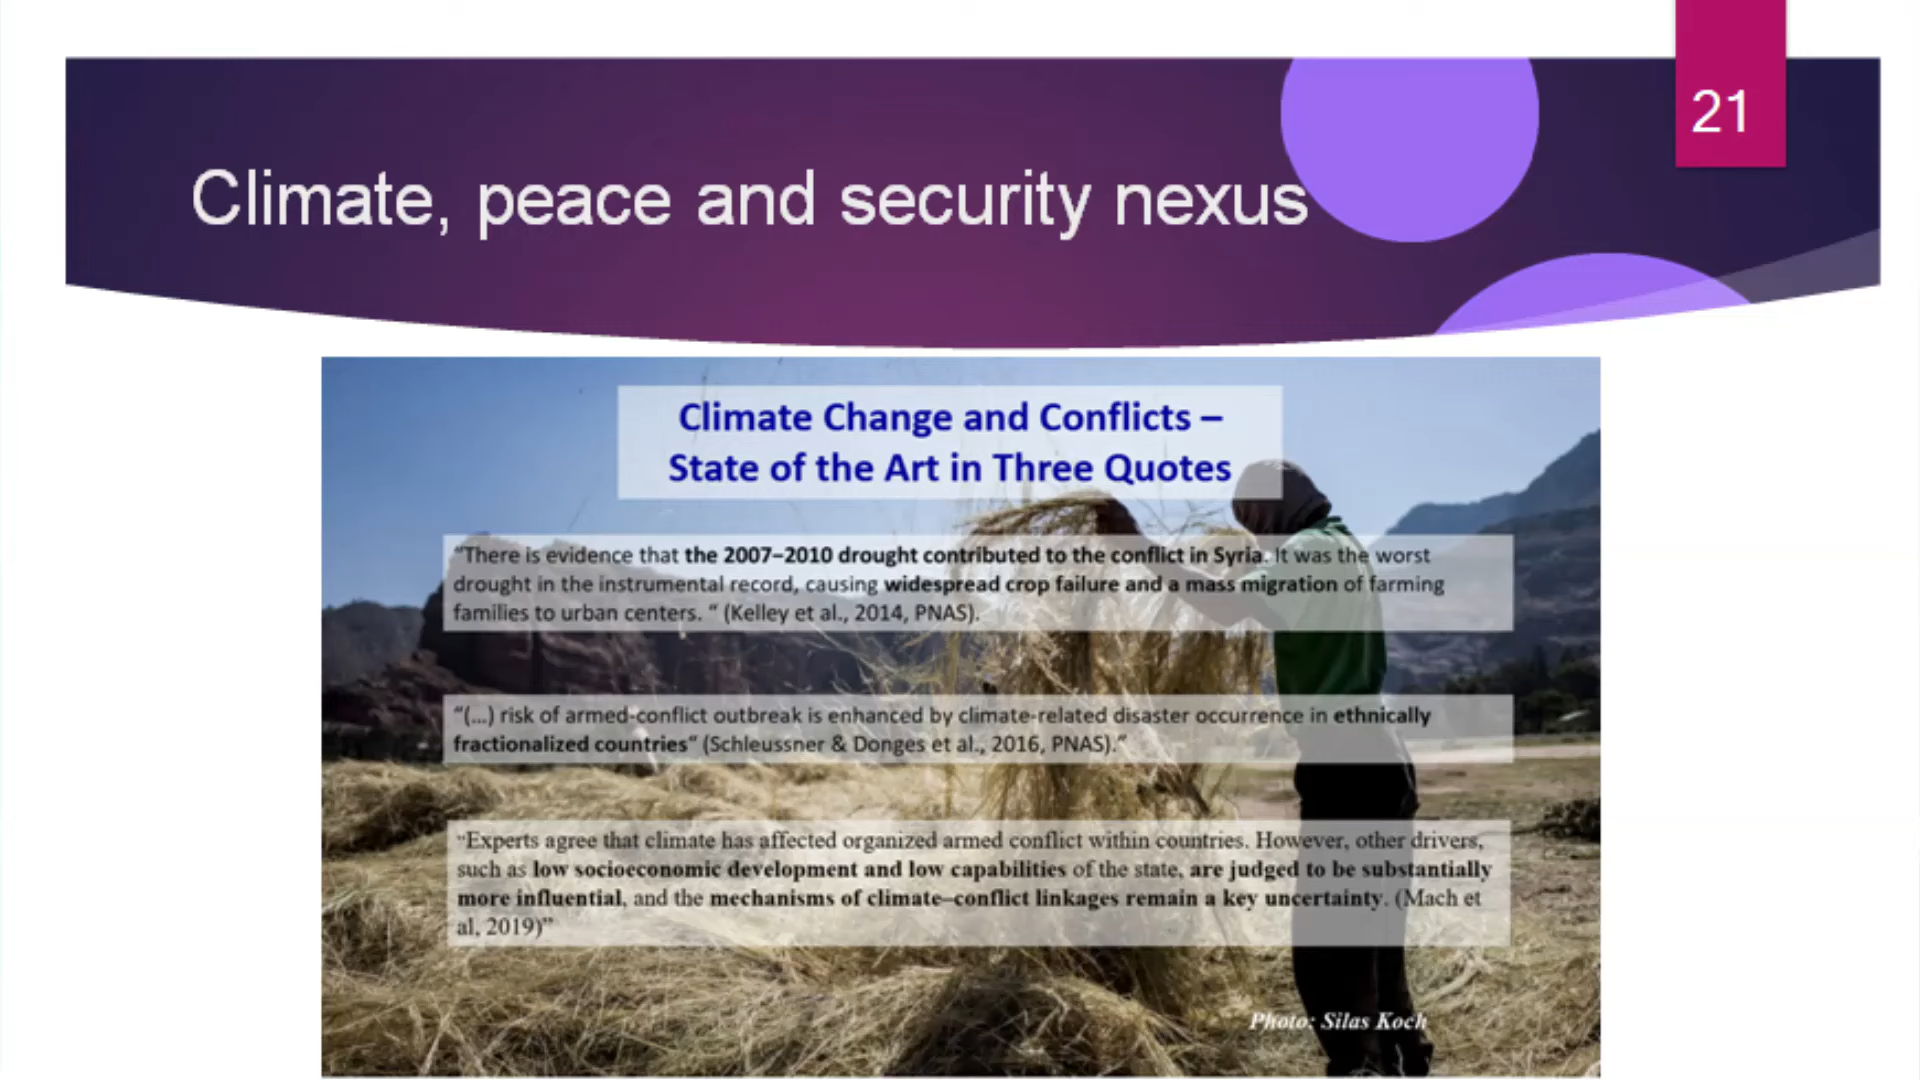 21
Climate, peace and security nexus
Climate Change and Conflicts –
State of the Art in Three Quotes
“There is evidence that the 2007–2010 drought contributed to the conflict in Syria. It was the worst
drought in the instrumental record, causing widespread crop failure and a mass migration of farming
families to urban centers. “ (Kelley et al., 2014, PNAS).
“(...) risk of armed-conflict outbreak is enhanced by climate-related disaster occurrence in ethnically
fractionalized countries“ (Schleussner & Donges et al., 2016, PNAS).”
“Experts agree that climate has affected organized armed conflict within countries. However, other drivers,
such as low socioeconomic development and low capabilities of the state, are judged to be substantially
more influential, and the mechanisms of climate–conflict linkages remain a key uncertainty. (Mach et
al, 2019)”
Photo: Silas Koch